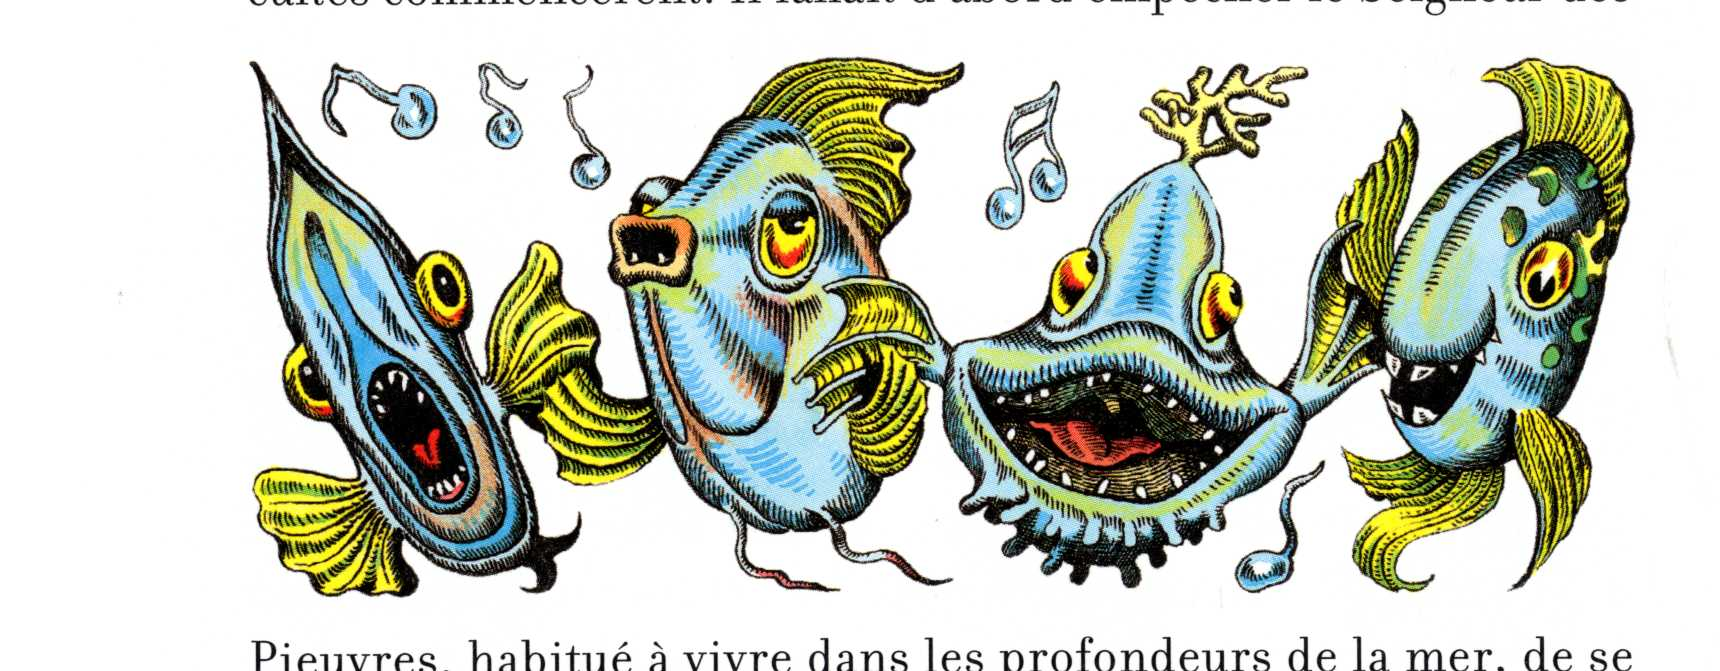 cuites commencèrent. Il fallait d'abord empêcher le Seigneur des
Pieuvres, habitué à vivre dans les profondeurs de la mer, de se